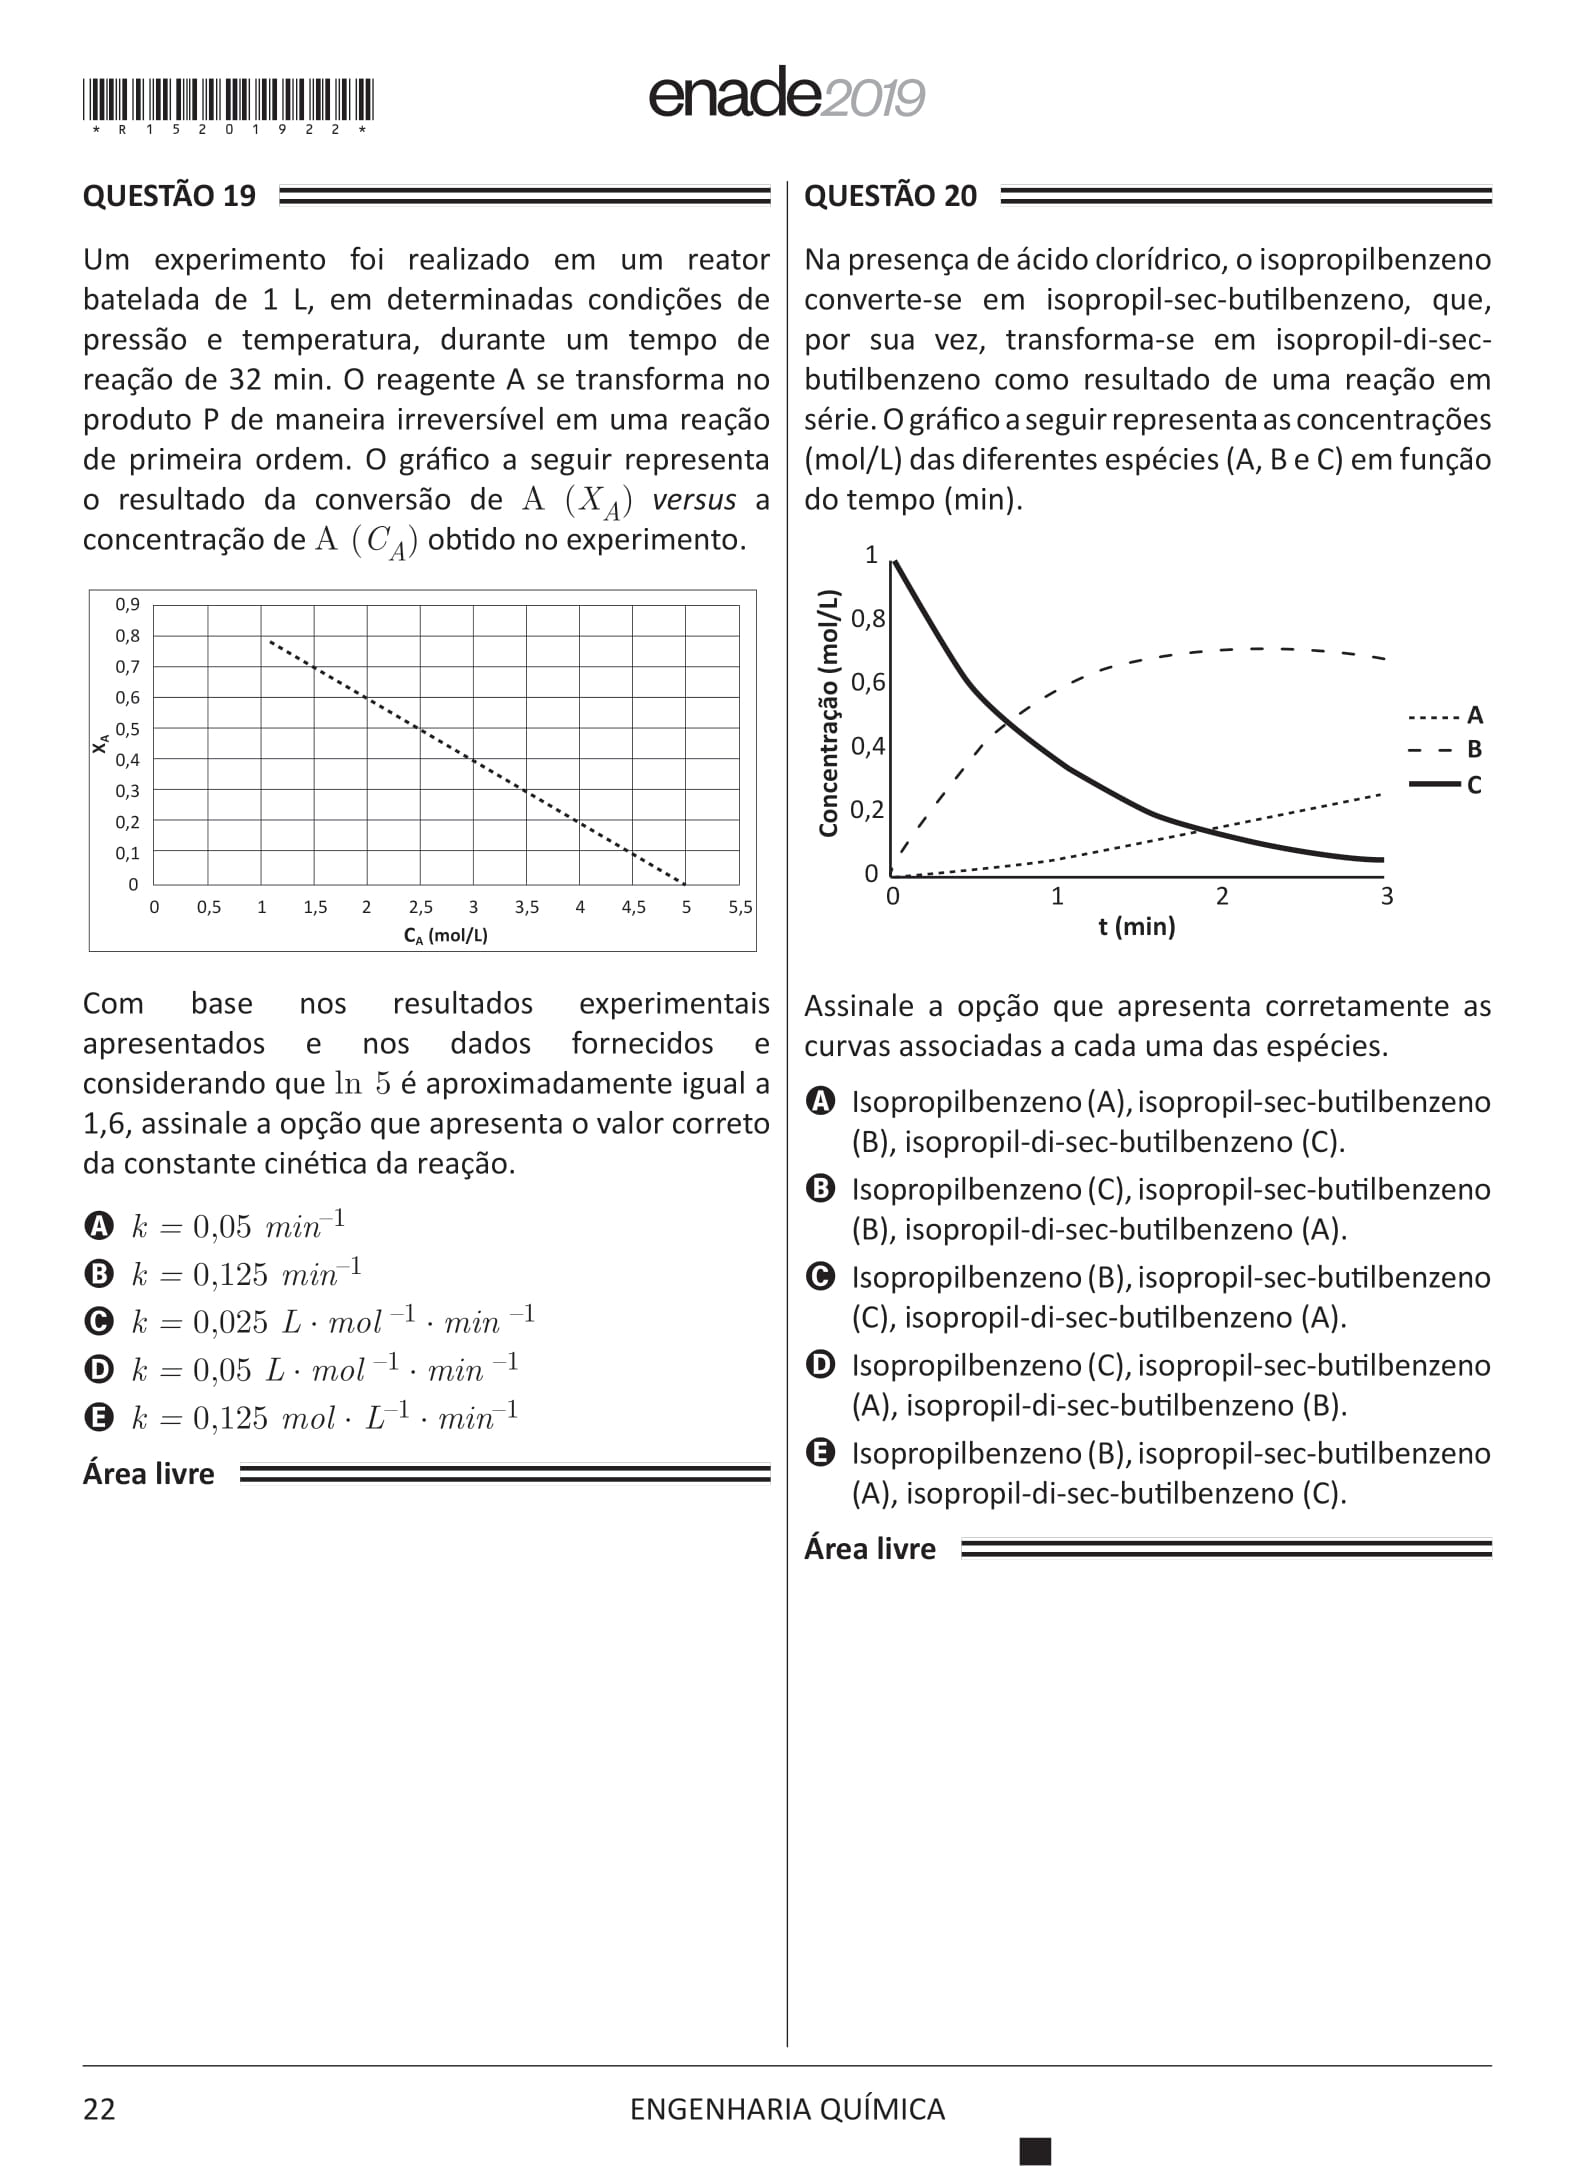 * R 1 5 2 0 1 9 2 2 *
enade2019
QUESTÃO 19
Um experimento foi realizado em um reator
batelada de 1 L, em determinadas condições de
pressão e temperatura, durante um tempo de
reação de 32 min. O reagente A se transforma no
produto P de maneira irreversível em uma reação
de primeira ordem. O gráfico a seguir representa
o resultado da conversão de A (X_A) versus a
concentração de A (C_A) obtido no experimento.
0,9
0,8
0,7
0,6
0,5
0,4
0,3
0,2
0,1
0
X_A
0 0,5 1 1,5 2 2,5 3 3,5 4 4,5 5 5,5
C_A (mol/L)
Com base nos resultados experimentais
apresentados e nos dados fornecidos e
considerando que ln 5 é aproximadamente igual a
1,6, assinale a opção que apresenta o valor correto
da constante cinética da reação.
A k = 0,05 min⁻¹
B k = 0,125 min⁻¹
C k = 0,025 L · mol⁻¹ · min⁻¹
D k = 0,05 L · mol⁻¹ · min⁻¹
E k = 0,125 mol · L⁻¹ · min⁻¹
Área livre
QUESTÃO 20
Na presença de ácido clorídrico, o isopropilbenzeno
converte-se em isopropil-sec-butilbenzeno, que,
por sua vez, transforma-se em isopropil-di-sec-
butilbenzeno como resultado de uma reação em
série. O gráfico a seguir representa as concentrações
(mol/L) das diferentes espécies (A, B e C) em função
do tempo (min).
1
0,8
0,6
0,4
0,2
0
Concentração (mol/L)
A
B
C
0 1 2 3
t (min)
Assinale a opção que apresenta corretamente as
curvas associadas a cada uma das espécies.
A Isopropilbenzeno (A), isopropil-sec-butilbenzeno
(B), isopropil-di-sec-butilbenzeno (C).
B Isopropilbenzeno (C), isopropil-sec-butilbenzeno
(B), isopropil-di-sec-butilbenzeno (A).
C Isopropilbenzeno (B), isopropil-sec-butilbenzeno
(C), isopropil-di-sec-butilbenzeno (A).
D Isopropilbenzeno (C), isopropil-sec-butilbenzeno
(A), isopropil-di-sec-butilbenzeno (B).
E Isopropilbenzeno (B), isopropil-sec-butilbenzeno
(A), isopropil-di-sec-butilbenzeno (C).
Área livre
22
ENGENHARIA QUÍMICA